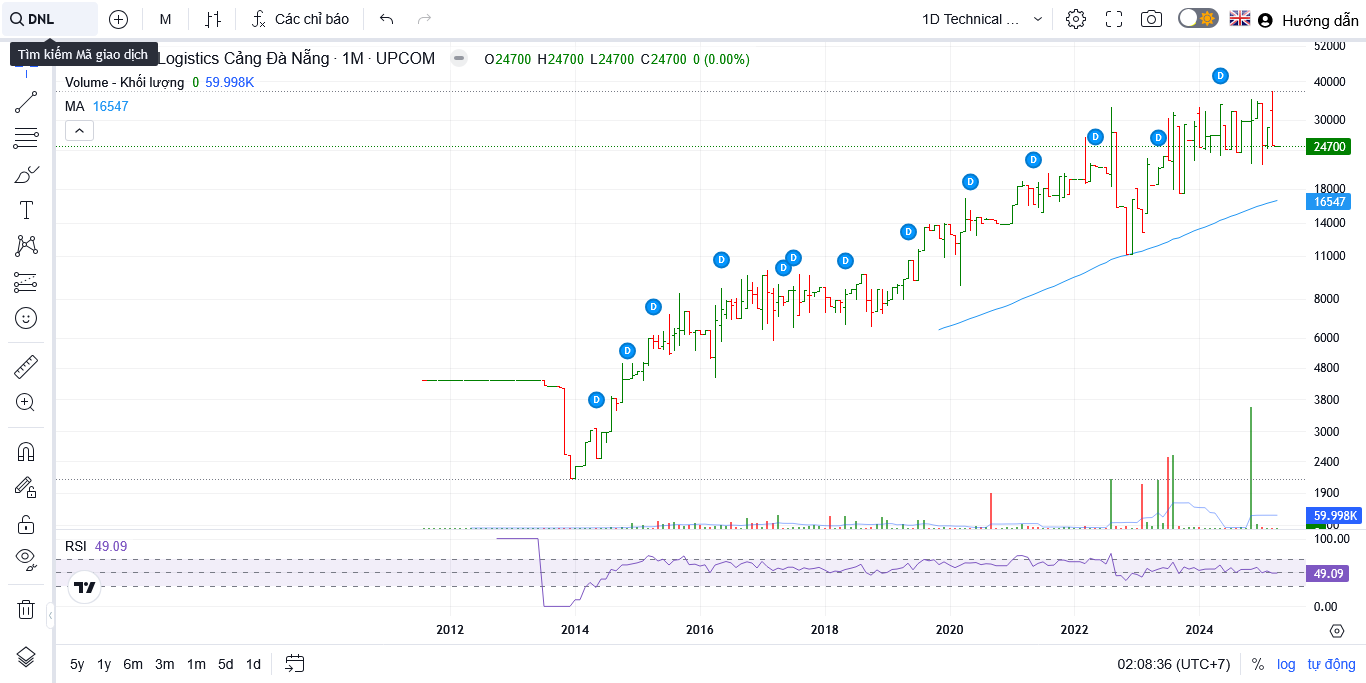 DNL M Các chỉ báo 1D Technical ... Hướng dẫn
Tìm kiếm Mã giao dịch
Logistics Cảng Đà Nẵng · 1M · UPCOM O24700 H24700 L24700 C24700 0 (0.00%)
Volume - Khối lượng 0 59.998K
MA 16547
D
D
D
D
D
D
D
D
D
D
D
D
D
52000
40000
30000
24700
18000
16547
14000
11000
8000
6000
4800
3800
3000
2400
1900
59.998K
RSI 49.09
100.00
49.09
0.00
2012 2014 2016 2018 2020 2022 2024
5y 1y 6m 3m 1m 5d 1d 02:08:36 (UTC+7) % log tự động